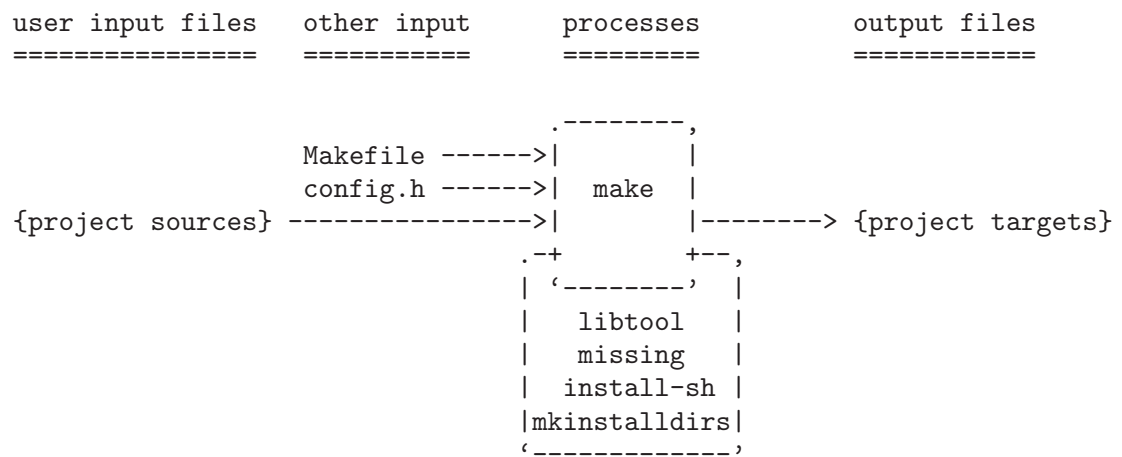 user input files   other input      processes          output files
================   ===========      =========          ============

                                   .--------,
                   Makefile ------>|        |
                   config.h ------>|  make  |
{project sources} ---------------->|        |--------> {project targets}
                                 .-+        +--,
                                 | ‘--------’  |
                                 |   libtool   |
                                 |   missing   |
                                 |  install-sh |
                                 |mkinstalldirs|
                                 ‘-------------’